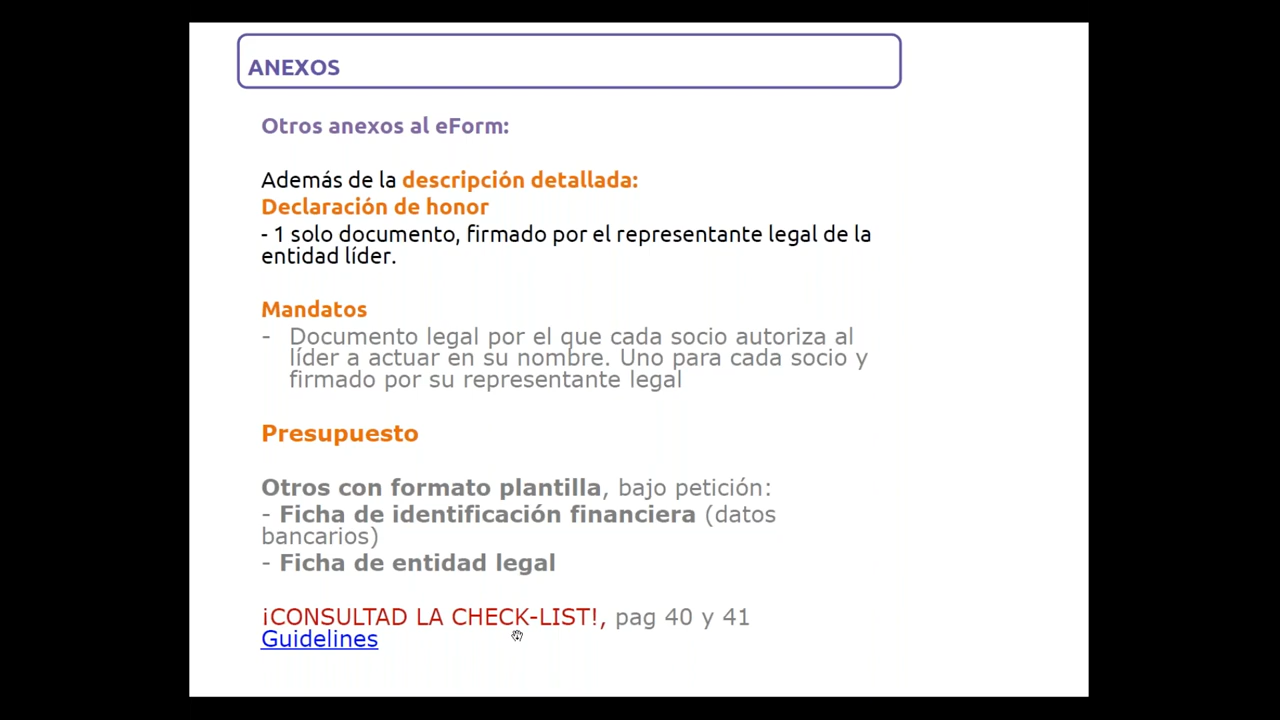 ANEXOS
Otros anexos al eForm:
Además de la descripción detallada:
Declaración de honor
- 1 solo documento, firmado por el representante legal de la
entidad líder.
Mandatos
- Documento legal por el que cada socio autoriza al
líder a actuar en su nombre. Uno para cada socio y
firmado por su representante legal
Presupuesto
Otros con formato plantilla, bajo petición:
- Ficha de identificación financiera (datos
bancarios)
- Ficha de entidad legal
¡CONSULTAD LA CHECK-LIST!, pag 40 y 41
Guidelines